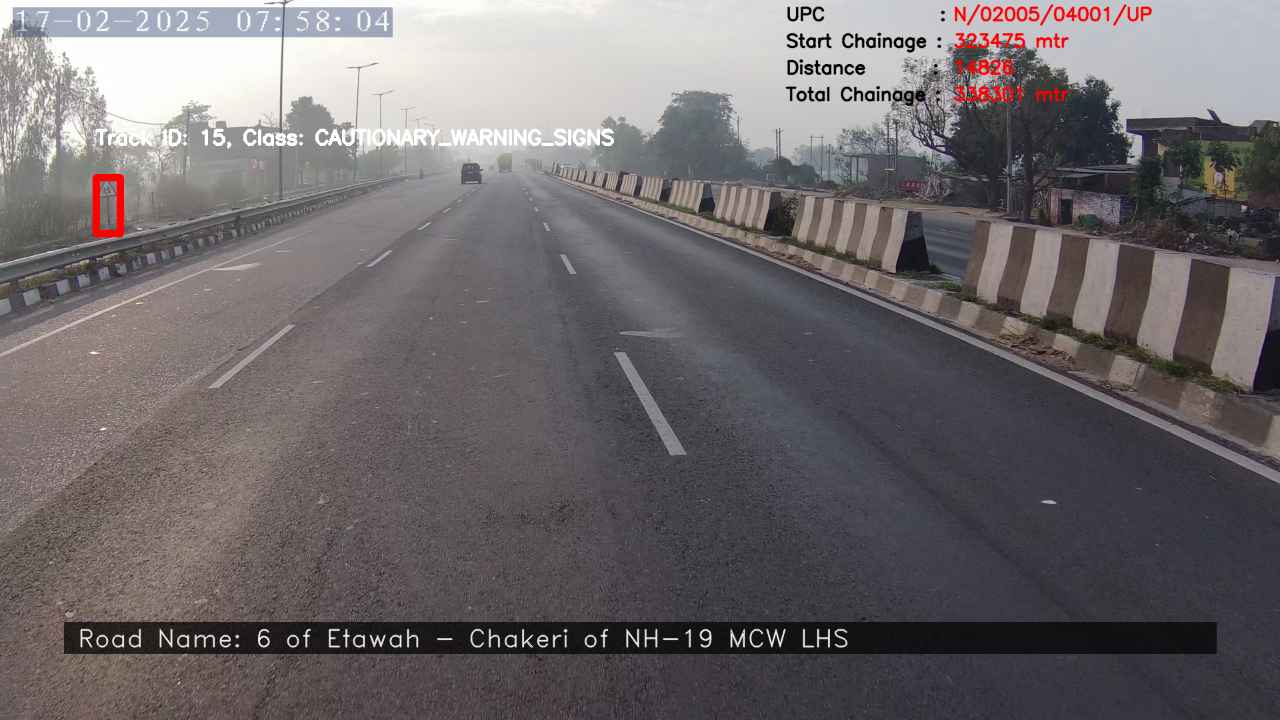 17-02-2025 07:58:04
UPC : N/02005/04001/UP
Start Chainage : 323475 mtr
Distance : 14826
Total Chainage : 338301 mtr
Track ID: 15, Class: CAUTIONARY_WARNING_SIGNS
Road Name: 6 of Etawah - Chakeri of NH-19 MCW LHS